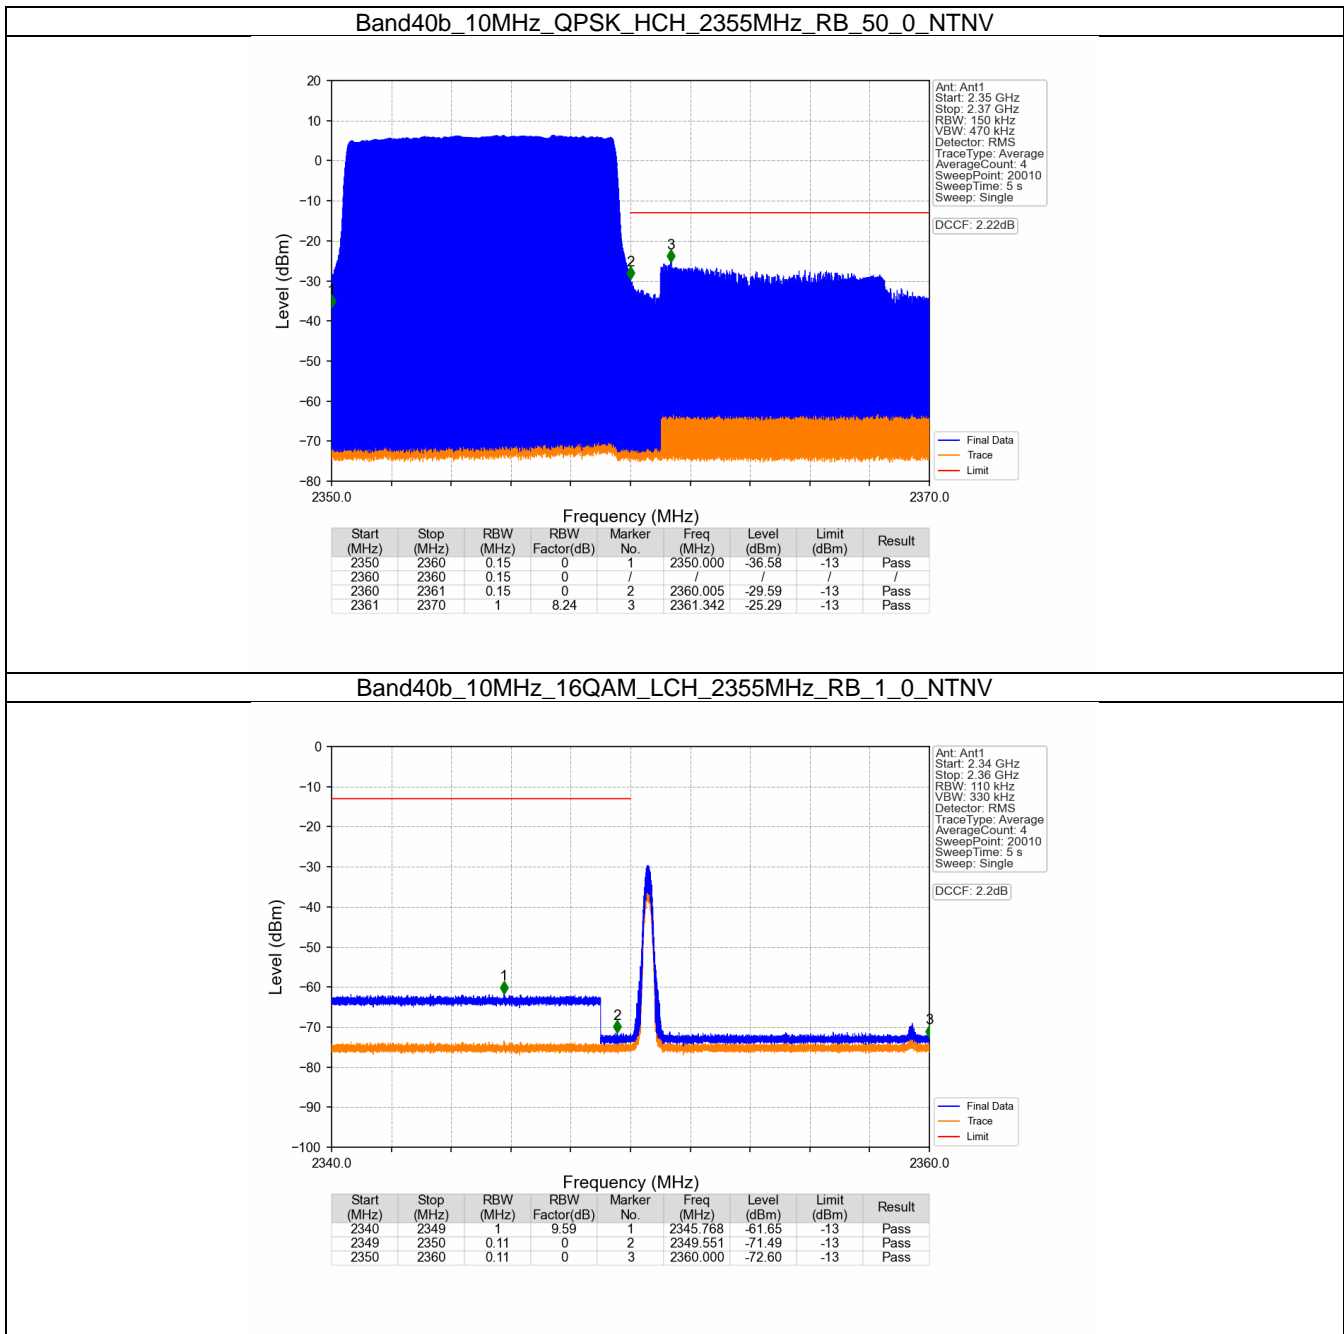 Band40b_10MHz_QPSK_HCH_2355MHz_RB_50_0_NTNV
20
10
0
−10
−20
−30
−40
−50
−60
−70
−80
Level (dBm)
2
3
2350.0
2370.0
Frequency (MHz)
Ant: Ant1
Start: 2.35 GHz
Stop: 2.37 GHz
RBW: 150 kHz
VBW: 470 kHz
Detector: RMS
TraceType: Average
AverageCount: 4
SweepPoint: 20010
SweepTime: 5 s
Sweep: Single
DCCF: 2.22dB
Final Data
Trace
Limit
Start (MHz) Stop (MHz) RBW (MHz) RBW Factor(dB) Marker No. Freq (MHz) Level (dBm) Limit (dBm) Result
2350 2360 0.15 0 1 2350.000 -36.58 -13 Pass
2360 2360 0.15 0 / / / / /
2360 2361 0.15 0 2 2360.005 -29.59 -13 Pass
2361 2370 1 8.24 3 2361.342 -25.29 -13 Pass
Band40b_10MHz_16QAM_LCH_2355MHz_RB_1_0_NTNV
0
−10
−20
−30
−40
−50
−60
−70
−80
−90
−100
Level (dBm)
1
2
3
2340.0
2360.0
Frequency (MHz)
Ant: Ant1
Start: 2.34 GHz
Stop: 2.36 GHz
RBW: 110 kHz
VBW: 330 kHz
Detector: RMS
TraceType: Average
AverageCount: 4
SweepPoint: 20010
SweepTime: 5 s
Sweep: Single
DCCF: 2.2dB
Final Data
Trace
Limit
Start (MHz) Stop (MHz) RBW (MHz) RBW Factor(dB) Marker No. Freq (MHz) Level (dBm) Limit (dBm) Result
2340 2349 1 9.59 1 2345.768 -61.65 -13 Pass
2349 2350 0.11 0 2 2349.551 -71.49 -13 Pass
2350 2360 0.11 0 3 2360.000 -72.60 -13 Pass